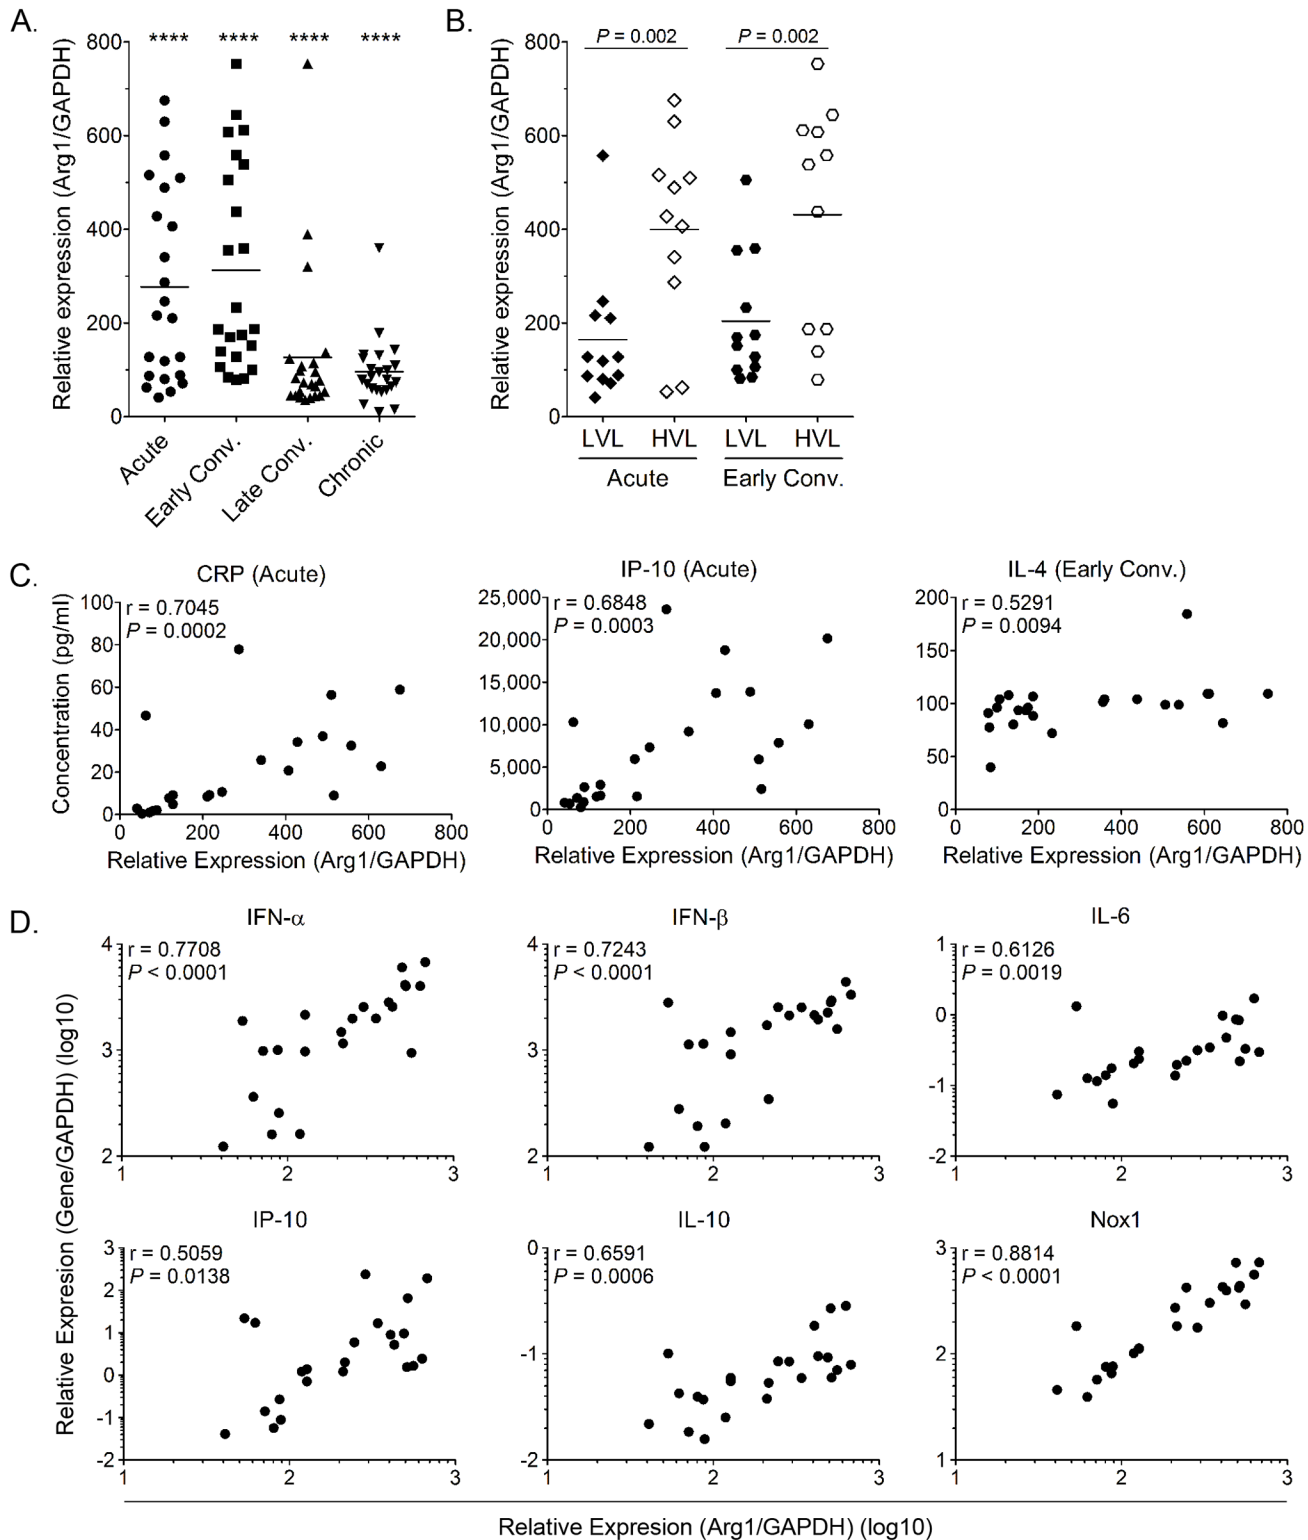 A.
Relative expression (Arg1/GAPDH)
800
600
400
200
0
**** **** **** ****
Acute
Early Conv.
Late Conv.
Chronic
B.
Relative expression (Arg1/GAPDH)
800
600
400
200
0
P = 0.002
P = 0.002
LVL HVL LVL HVL
Acute
Early Conv.
C.
Concentration (pg/ml)
CRP (Acute)
r = 0.7045
P = 0.0002
100
80
60
40
20
0
0 200 400 600 800
Relative Expression (Arg1/GAPDH)
IP-10 (Acute)
r = 0.6848
P = 0.0003
25,000
20,000
15,000
10,000
5,000
0
0 200 400 600 800
Relative Expression (Arg1/GAPDH)
IL-4 (Early Conv.)
r = 0.5291
P = 0.0094
200
150
100
50
0
0 200 400 600 800
Relative Expression (Arg1/GAPDH)
D.
Relative Expresion (Gene/GAPDH) (log10)
IFN-α
r = 0.7708
P < 0.0001
4
3
2
1 2 3
IFN-β
r = 0.7243
P < 0.0001
4
3
2
1 2 3
IL-6
r = 0.6126
P = 0.0019
1
0
-1
-2
1 2 3
IP-10
r = 0.5059
P = 0.0138
3
2
1
0
-1
-2
1 2 3
IL-10
r = 0.6591
P = 0.0006
0
-1
-2
1 2 3
Nox1
r = 0.8814
P < 0.0001
3
2
1
1 2 3
Relative Expresion (Arg1/GAPDH) (log10)